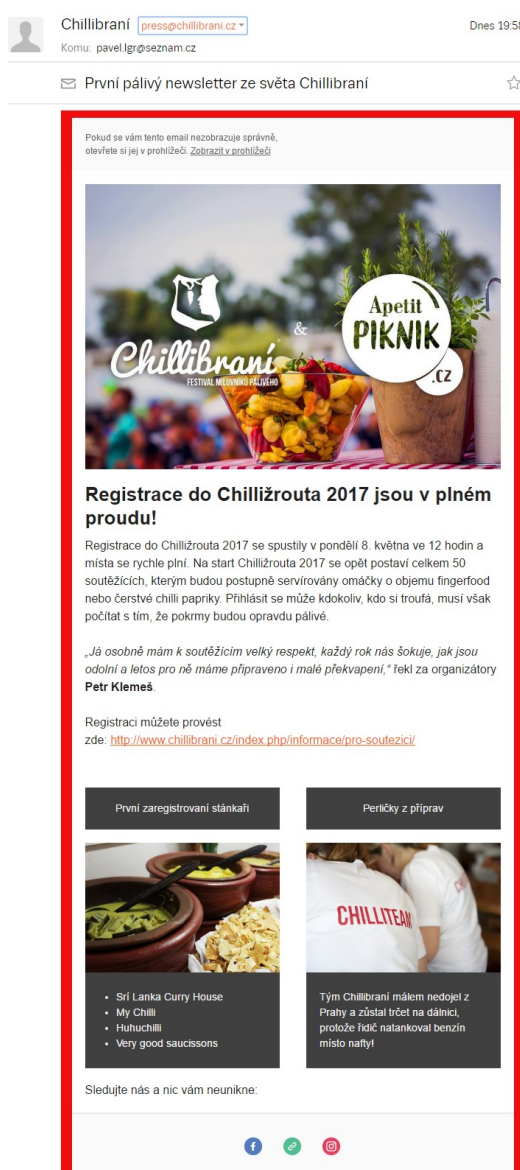 Chillibraní press@chillibrani.cz
Dnes 19:58
Komu: pavel.lgr@seznam.cz
První pálivý newsletter ze světa Chillibraní
Pokud se vám tento email nezobrazuje správně,
otevřete si jej v prohlížeči. Zobrazit v prohlížeči
Chillibraní
FESTIVAL MILOVNÍKŮ PÁLIVÉHO
&
Apetit
PIKNIK
.cz
Registrace do Chilližrouta 2017 jsou v plném
proudu!
Registrace do Chilližrouta 2017 se spustily v pondělí 8. května ve 12 hodin a
místa se rychle plní. Na start Chilližrouta 2017 se opět postaví celkem 50
soutěžících, kterým budou postupně servírovány omáčky o objemu fingerfood
nebo čerstvé chilli papriky. Přihlásit se může kdokoliv, kdo si troufá, musí však
počítat s tím, že pokrmy budou opravdu pálivé.
„Já osobně mám k soutěžícím velký respekt, každý rok nás šokuje, jak jsou
odolní a letos pro ně máme připraveno i malé překvapení,“ řekl za organizátory
Petr Klemeš.
Registraci můžete provést
zde: http://www.chillibrani.cz/index.php/informace/pro-soutezici/
První zaregistrovaní stánkaři
Perličky z příprav
CHILLITEAM
• Srí Lanka Curry House
• My Chilli
• Huhuchilli
• Very good saucissons
Tým Chillibraní málem nedojel z
Prahy a zůstal trčet na dálnici,
protože řidič natankoval benzín
místo nafty!
Sledujte nás a nic vám neunikne: